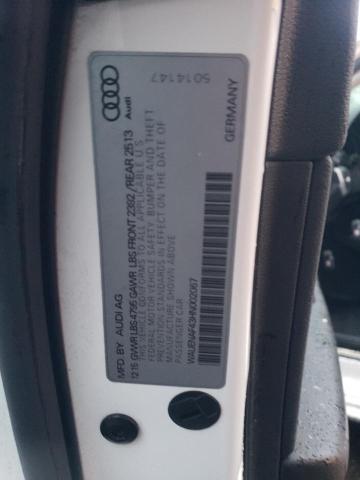 MFD. BY AUDI AG
12 15 GVWR LBS 4795 GAWR LBS FRONT 2392 / REAR 2513
THIS VEHICLE CONFORMS TO ALL APPLICABLE U S
FEDERAL MOTOR VEHICLE SAFETY, BUMPER AND THEFT
PREVENTION STANDARDS IN EFFECT ON THE DATE OF
MANUFACTURE SHOWN ABOVE
PASSENGER CAR
WAUENAF43HN002067
Audi
GERMANY
5014147